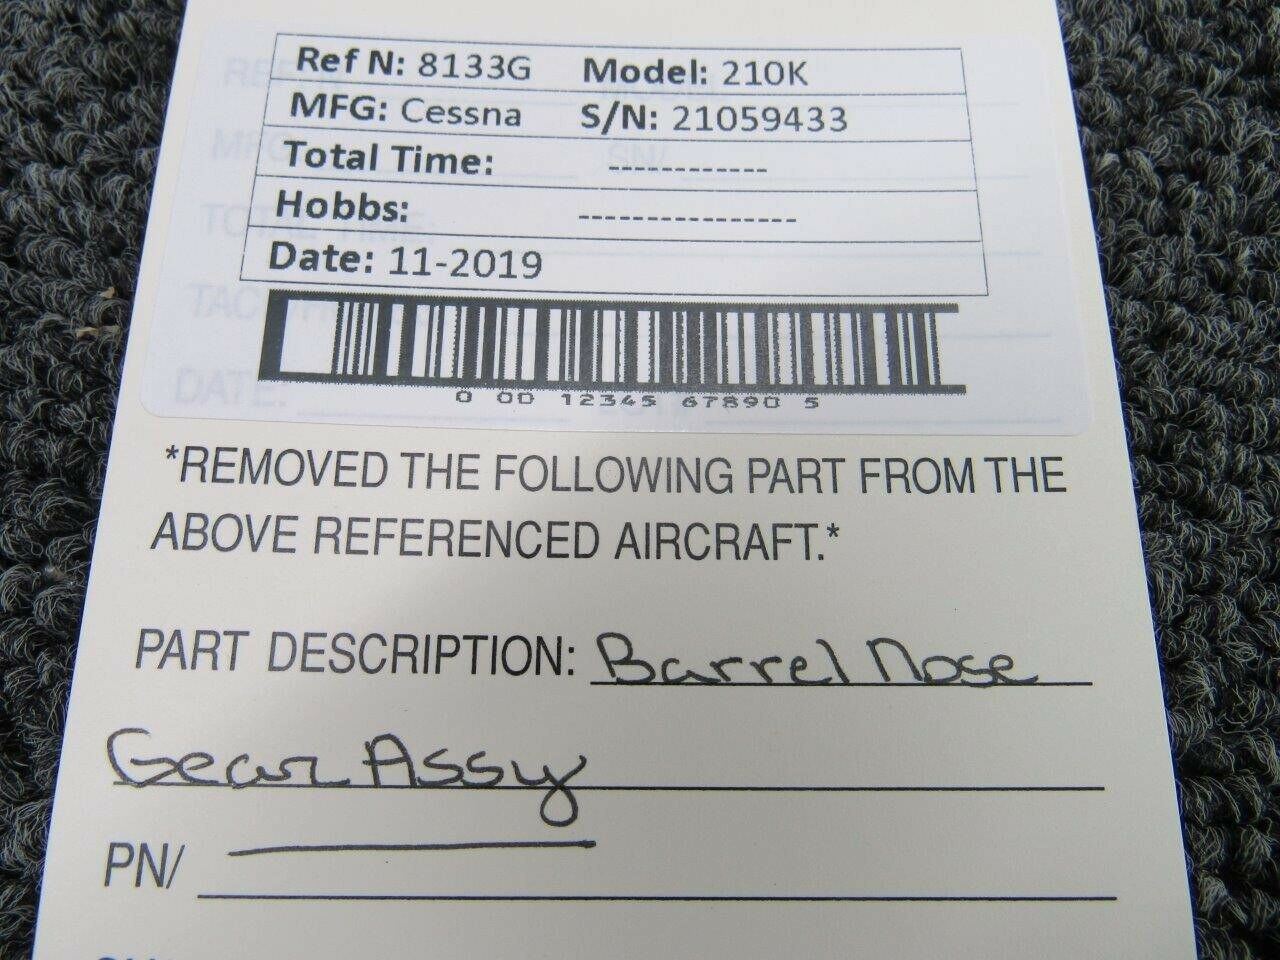 Ref N: 8133G Model: 210K
MFG: Cessna S/N: 21059433
Total Time: ------------
Hobbs: ----------------
Date: 11-2019
0 00 12345 67890 5
*REMOVED THE FOLLOWING PART FROM THE
ABOVE REFERENCED AIRCRAFT.*
PART DESCRIPTION: Barrel Nose
Gear Assy
PN/